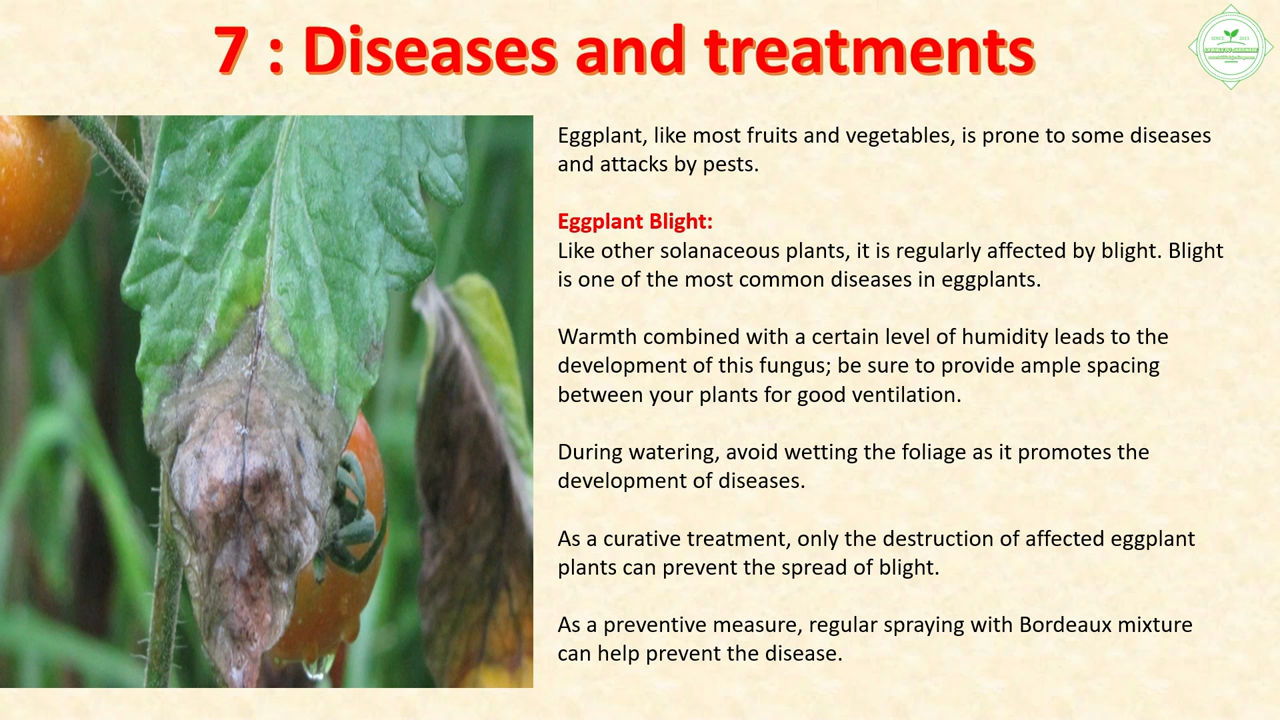 7 : Diseases and treatments
SINCE 2015
Eggplant, like most fruits and vegetables, is prone to some diseases
and attacks by pests.
Eggplant Blight:
Like other solanaceous plants, it is regularly affected by blight. Blight
is one of the most common diseases in eggplants.
Warmth combined with a certain level of humidity leads to the
development of this fungus; be sure to provide ample spacing
between your plants for good ventilation.
During watering, avoid wetting the foliage as it promotes the
development of diseases.
As a curative treatment, only the destruction of affected eggplant
plants can prevent the spread of blight.
As a preventive measure, regular spraying with Bordeaux mixture
can help prevent the disease.